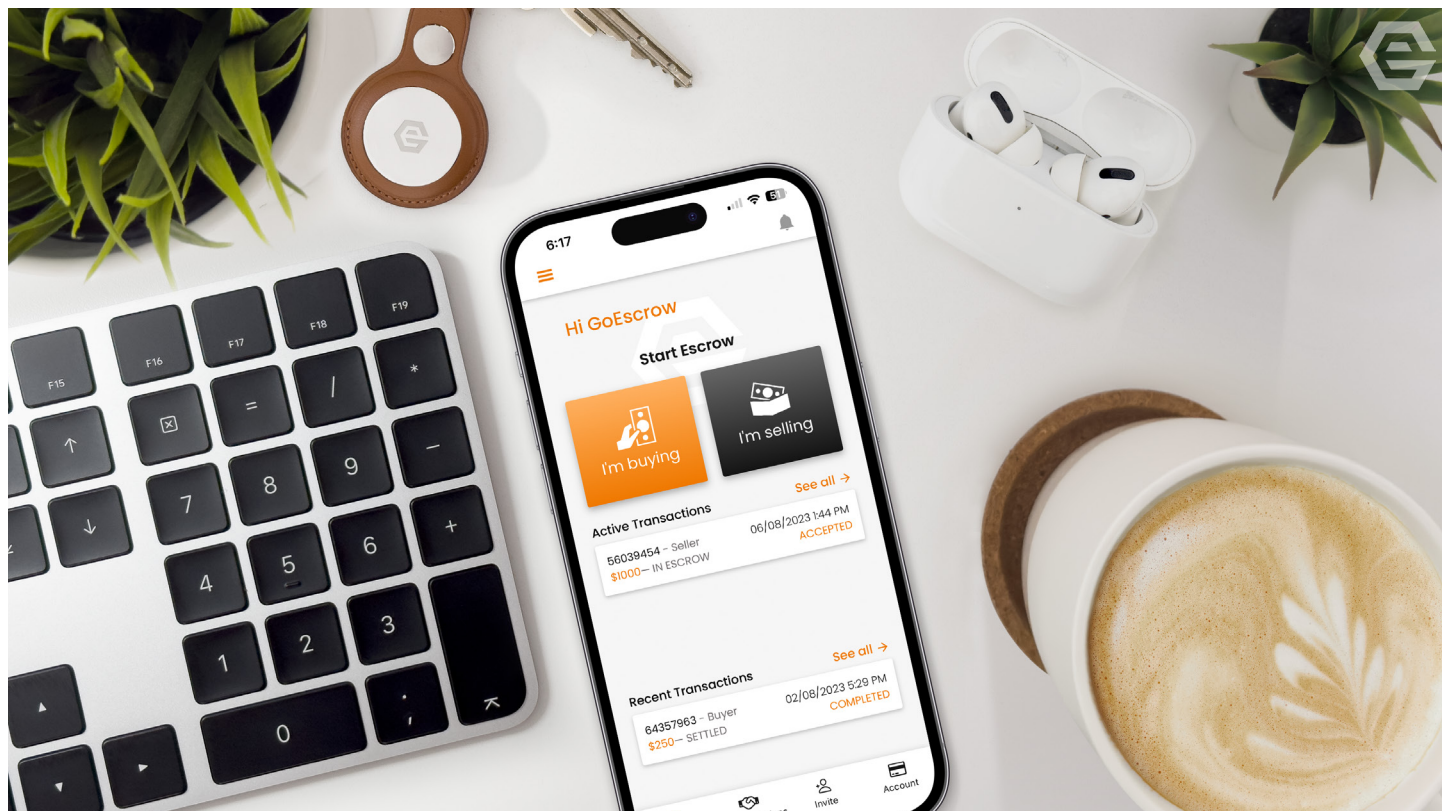 6:17
51
Hi GoEscrow
Start Escrow
I'm buying
I'm selling
See all →
Active Transactions
56039454 - Seller
06/08/2023 1:44 PM
$1000— IN ESCROW
ACCEPTED
See all →
Recent Transactions
64357963 - Buyer
02/08/2023 5:29 PM
$250— SETTLED
COMPLETED
Invite
Account
F15
F16
F17
F18
F19
=
/
*
7
8
9
−
4
5
6
+
1
2
3
0